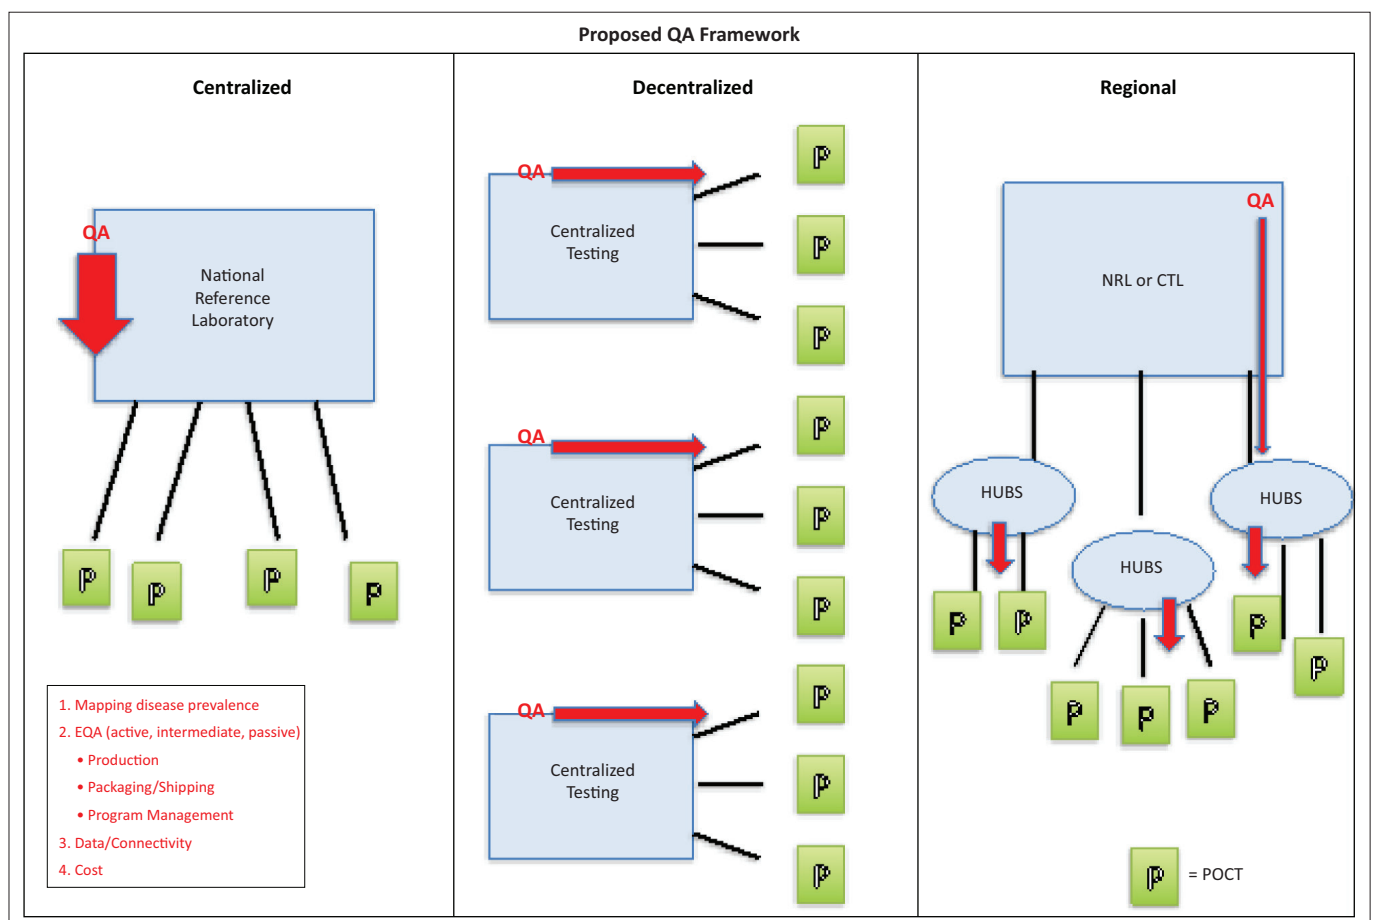 Proposed QA Framework
Centralized
QA
National
Reference
Laboratory
P
P
P
P
1. Mapping disease prevalence
2. EQA (active, intermediate, passive)
• Production
• Packaging/Shipping
• Program Management
3. Data/Connectivity
4. Cost
Decentralized
QA
Centralized
Testing
P
P
P
QA
Centralized
Testing
P
P
P
QA
Centralized
Testing
P
P
P
Regional
QA
NRL or CTL
HUBS
HUBS
HUBS
P
P
P
P
P
P
P
P = POCT